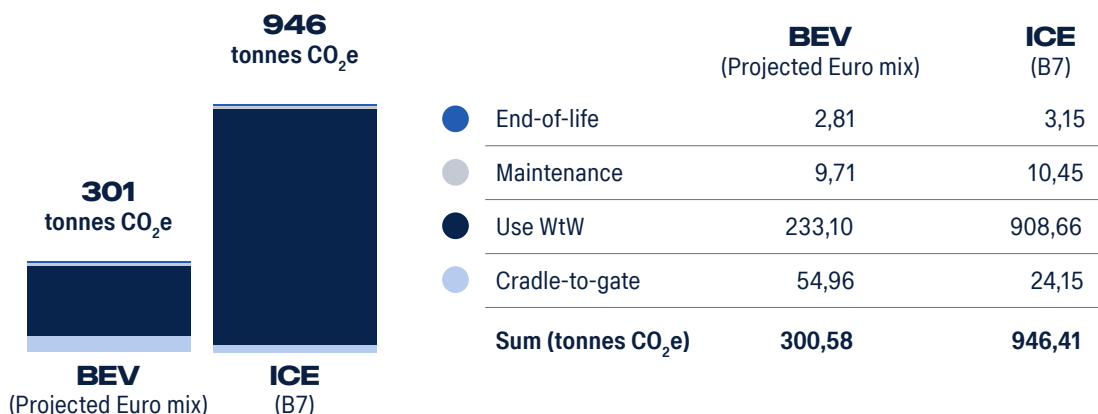 946
tonnes CO₂e
301
tonnes CO₂e
BEV
(Projected Euro mix)
ICE
(B7)
BEV ICE
(Projected Euro mix) (B7)
End-of-life 2,81 3,15
Maintenance 9,71 10,45
Use WtW 233,10 908,66
Cradle-to-gate 54,96 24,15
Sum (tonnes CO₂e) 300,58 946,41